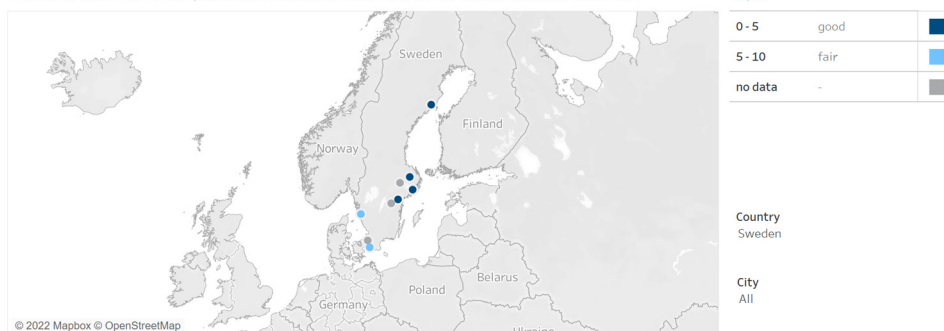 Sweden
Finland
Norway
Belarus
Poland
Germany
© 2022 Mapbox © OpenStreetMap
0 - 5 good
5 - 10 fair
no data -
Country
Sweden
City
All